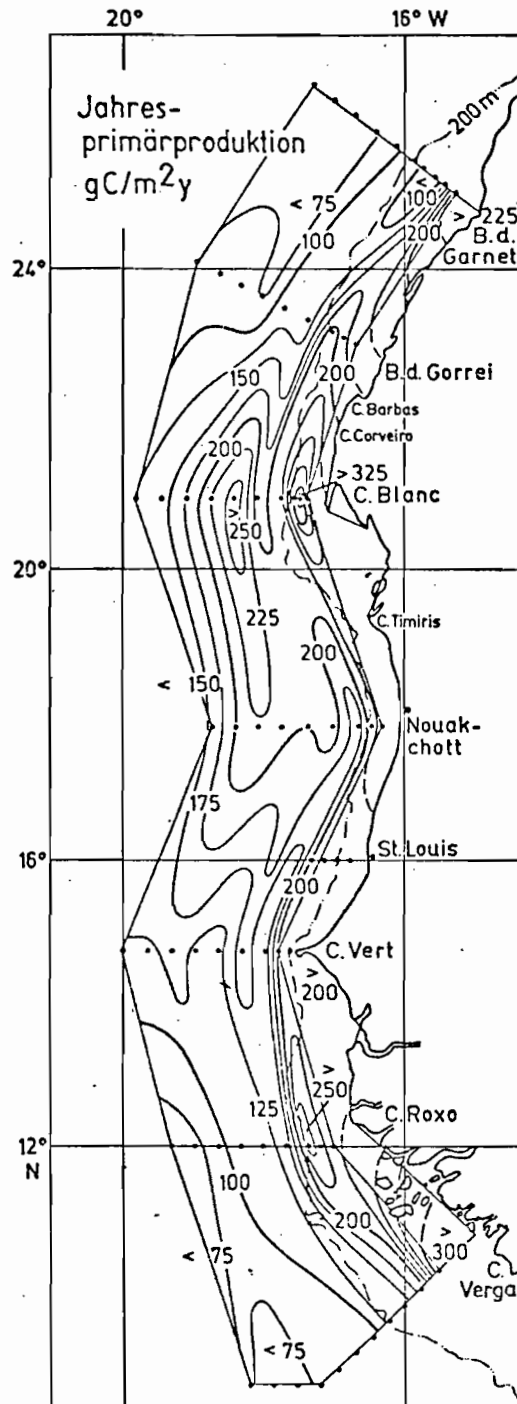 20°
16° W
Jahres-
primärproduktion
gC/m²y
200 m
< 75
100
< 100
> 225
200
B. d.
Garnet
24°
150
200
B. d. Gorrei
C. Barbas
C. Corveiro
200
> 325
C. Blanc
> 250
20°
225
C. Timiris
200
< 150
Nouak-
chott
175
St. Louis
16°
200
C. Vert
> 200
> 250
125
C. Roxo
12°
N
100
200
> 300
< 75
C.
Verga
< 75